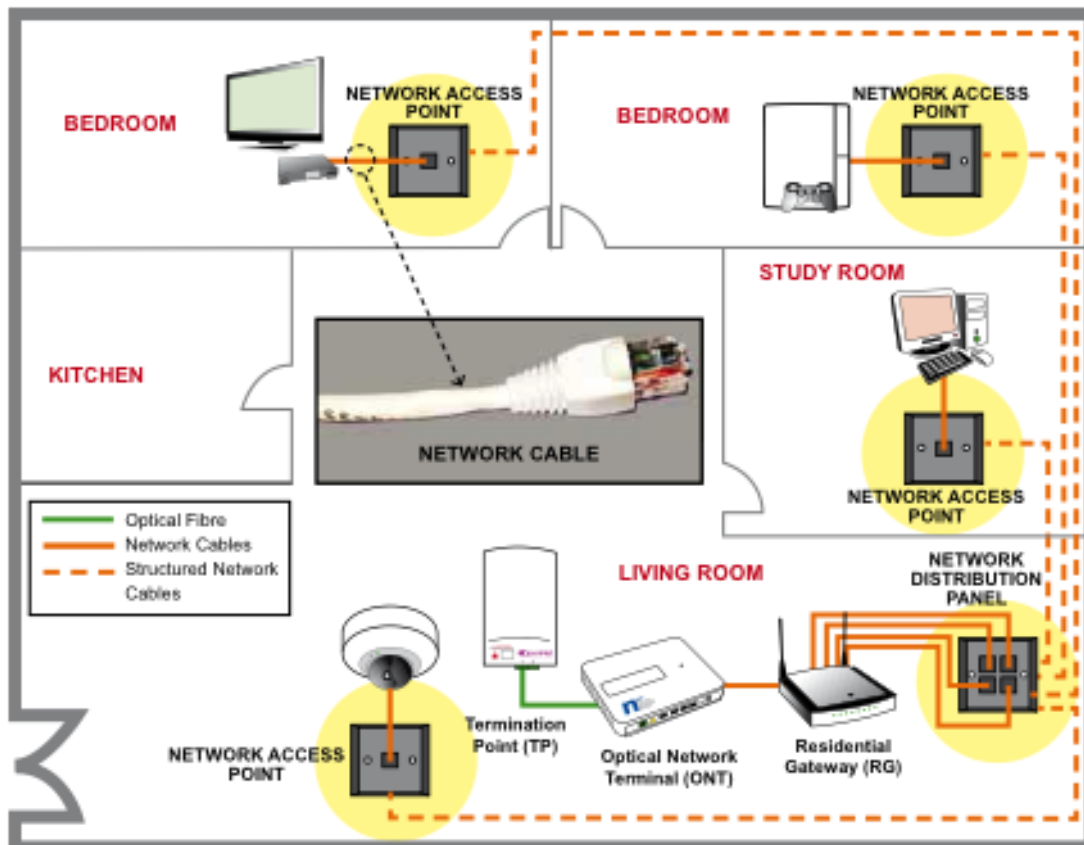 BEDROOM
NETWORK ACCESS
POINT
BEDROOM
NETWORK ACCESS
POINT
STUDY ROOM
KITCHEN
NETWORK CABLE
NETWORK ACCESS
POINT
Optical Fibre
Network Cables
Structured Network
Cables
LIVING ROOM
NETWORK
DISTRIBUTION
PANEL
Termination
Point (TP)
NETWORK ACCESS
POINT
Optical Network
Terminal (ONT)
Residential
Gateway (RG)